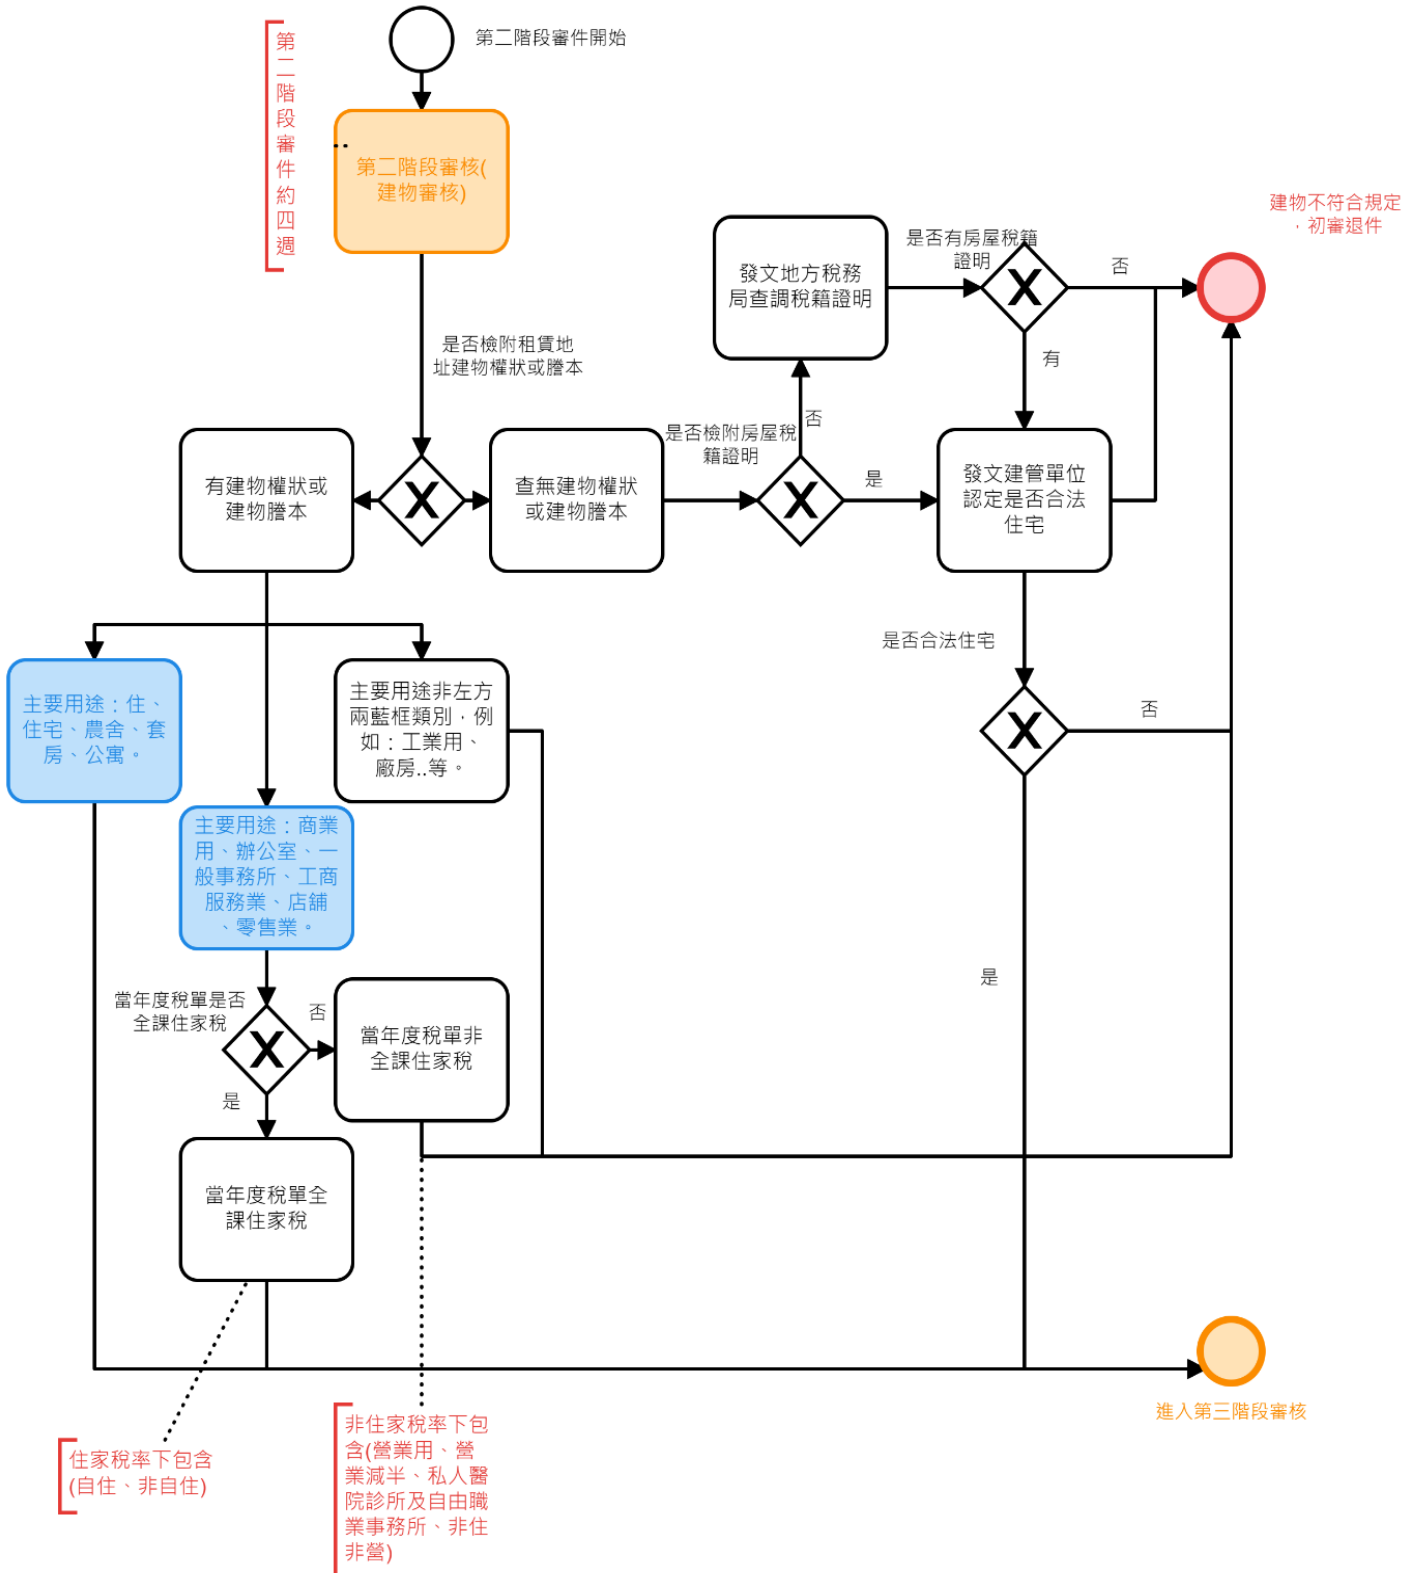 第二階段審件開始
第
二
階
段
審
件
約
四
週
第二階段審核(
建物審核)
建物不符合規定
，初審退件
是否有房屋稅籍
證明
否
發文地方稅務
局查調稅籍證明
有
是否檢附租賃地
址建物權狀或謄本
否
是否檢附房屋稅
籍證明
是
有建物權狀或
建物謄本
X
查無建物權狀
或建物謄本
X
發文建管單位
認定是否合法
住宅
X
是否合法住宅
否
X
主要用途：住、
住宅、農舍、套
房、公寓。
主要用途非左方
兩藍框類別，例
如：工業用、
廠房..等。
主要用途：商業
用、辦公室、一
般事務所、工商
服務業、店舖
、零售業。
是
當年度稅單是否
全課住家稅
否
X
當年度稅單非
全課住家稅
是
當年度稅單全
課住家稅
進入第三階段審核
住家稅率下包含
(自住、非自住)
非住家稅率下包
含(營業用、營
業減半、私人醫
院診所及自由職
業事務所、非住
非營)